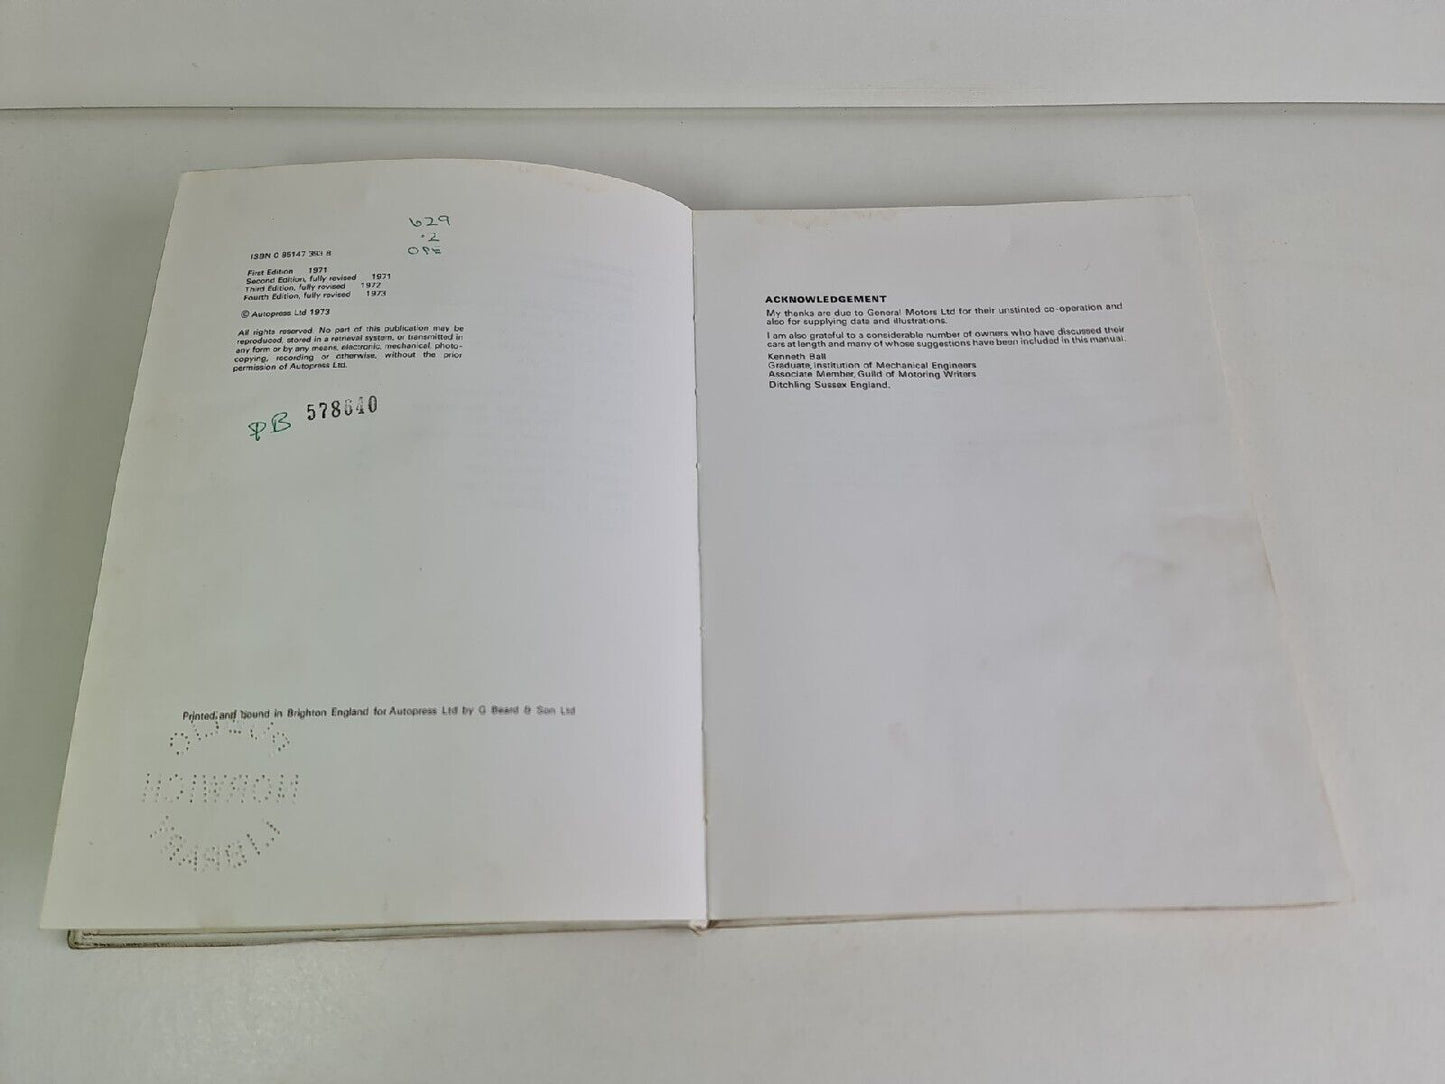 629
.2
OPE
ISBN 0 85147 393 8
First Edition 1971
Second Edition, fully revised 1971
Third Edition, fully revised 1972
Fourth Edition, fully revised 1973
© Autopress Ltd 1973
All rights reserved. No part of this publication may be
reproduced, stored in a retrieval system, or transmitted in
any form or by any means, electronic, mechanical, photo-
copying, recording or otherwise, without the prior
permission of Autopress Ltd.
578640
Printed and bound in Brighton England for Autopress Ltd by G Beard & Son Ltd
NORWICH
LIBRARY
ACKNOWLEDGEMENT
My thanks are due to General Motors Ltd for their unstinted co-operation and
also for supplying data and illustrations.
I am also grateful to a considerable number of owners who have discussed their
cars at length and many of whose suggestions have been included in this manual.
Kenneth Ball
Graduate, Institution of Mechanical Engineers
Associate Member, Guild of Motoring Writers
Ditchling Sussex England.